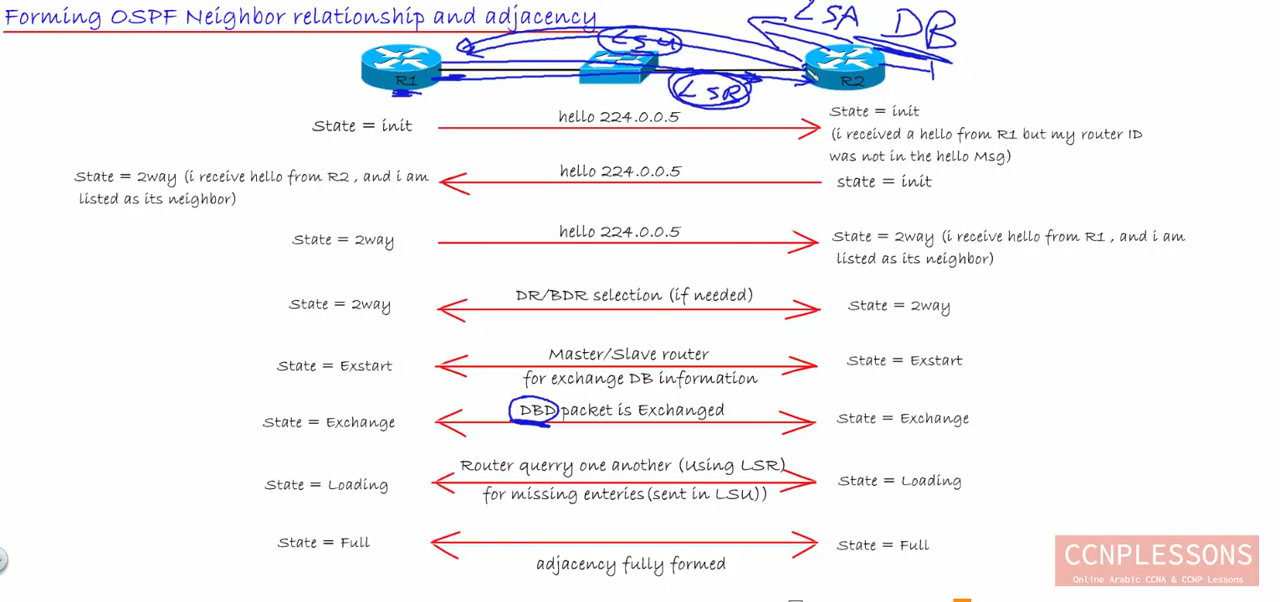 Forming OSPF Neighbor relationship and adjacency
LSA
DB
LSU
R1
R2
LSR
State = init
hello 224.0.0.5
State = init
(i received a hello from R1 but my router ID
was not in the hello Msg)
State = 2way (i receive hello from R2 , and i am
listed as its neighbor)
hello 224.0.0.5
state = init
State = 2way
hello 224.0.0.5
State = 2way (i receive hello from R1 , and i am
listed as its neighbor)
State = 2way
DR/BDR selection (if needed)
State = 2way
State = Exstart
Master/Slave router
for exchange DB information
State = Exstart
State = Exchange
DBD packet is Exchanged
State = Exchange
State = Loading
Router querry one another (Using LSR)
for missing enteries(sent in LSU))
State = Loading
State = Full
adjacency fully formed
State = Full
CCNPLESSONS
Online Arabic CCNA & CCNP Lessons